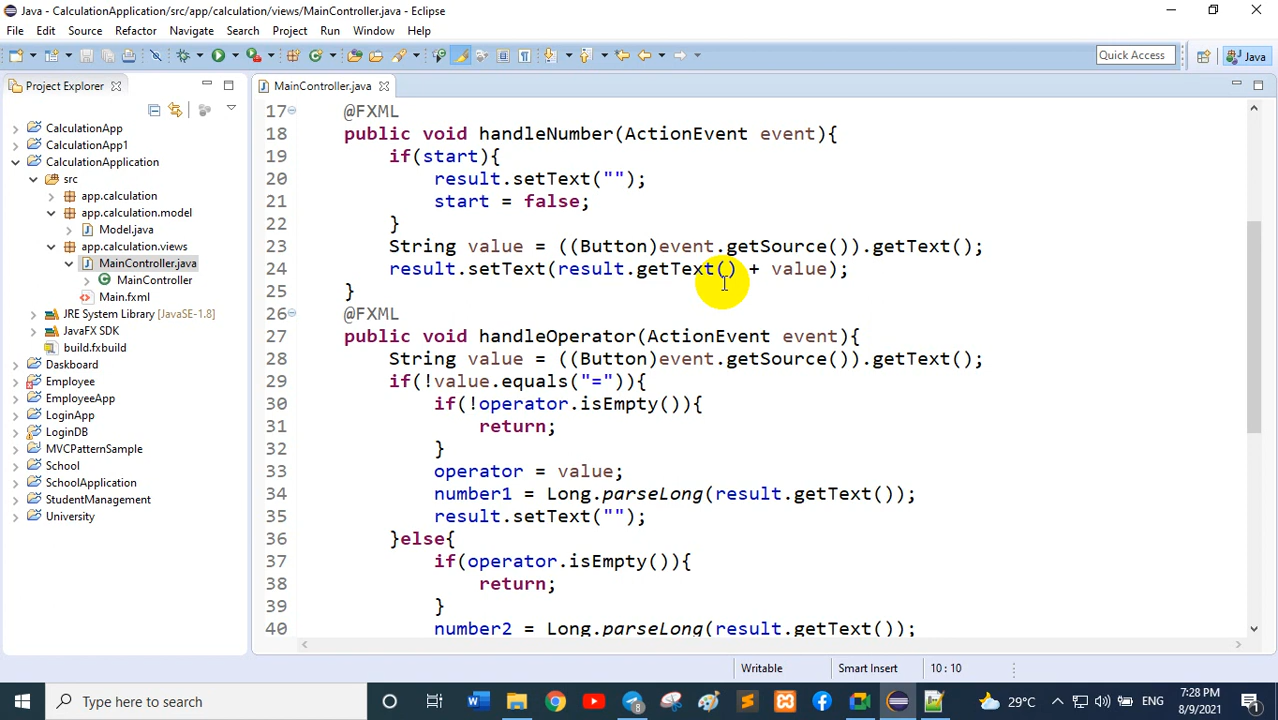 Java - CalculationApplication/src/app/calculation/views/MainController.java - Eclipse
File Edit Source Refactor Navigate Search Project Run Window Help
Quick Access
Java
Project Explorer
MainController.java
CalculationApp
CalculationApp1
CalculationApplication
src
app.calculation
app.calculation.model
Model.java
app.calculation.views
MainController.java
MainController
Main.fxml
JRE System Library [JavaSE-1.8]
JavaFX SDK
build.fxbuild
Daskboard
Employee
EmployeeApp
LoginApp
LoginDB
MVCPatternSample
School
SchoolApplication
StudentManagement
University
17 @FXML
18 public void handleNumber(ActionEvent event){
19 if(start){
20 result.setText("");
21 start = false;
22 }
23 String value = ((Button)event.getSource()).getText();
24 result.setText(result.getText() + value);
25 }
26 @FXML
27 public void handleOperator(ActionEvent event){
28 String value = ((Button)event.getSource()).getText();
29 if(!value.equals("=")){
30 if(!operator.isEmpty()){
31 return;
32 }
33 operator = value;
34 number1 = Long.parseLong(result.getText());
35 result.setText("");
36 }else{
37 if(operator.isEmpty()){
38 return;
39 }
40 number2 = Long.parseLong(result.getText());
Writable Smart Insert 10 : 10
Type here to search
8
29°C
ENG
7:28 PM
8/9/2021
1